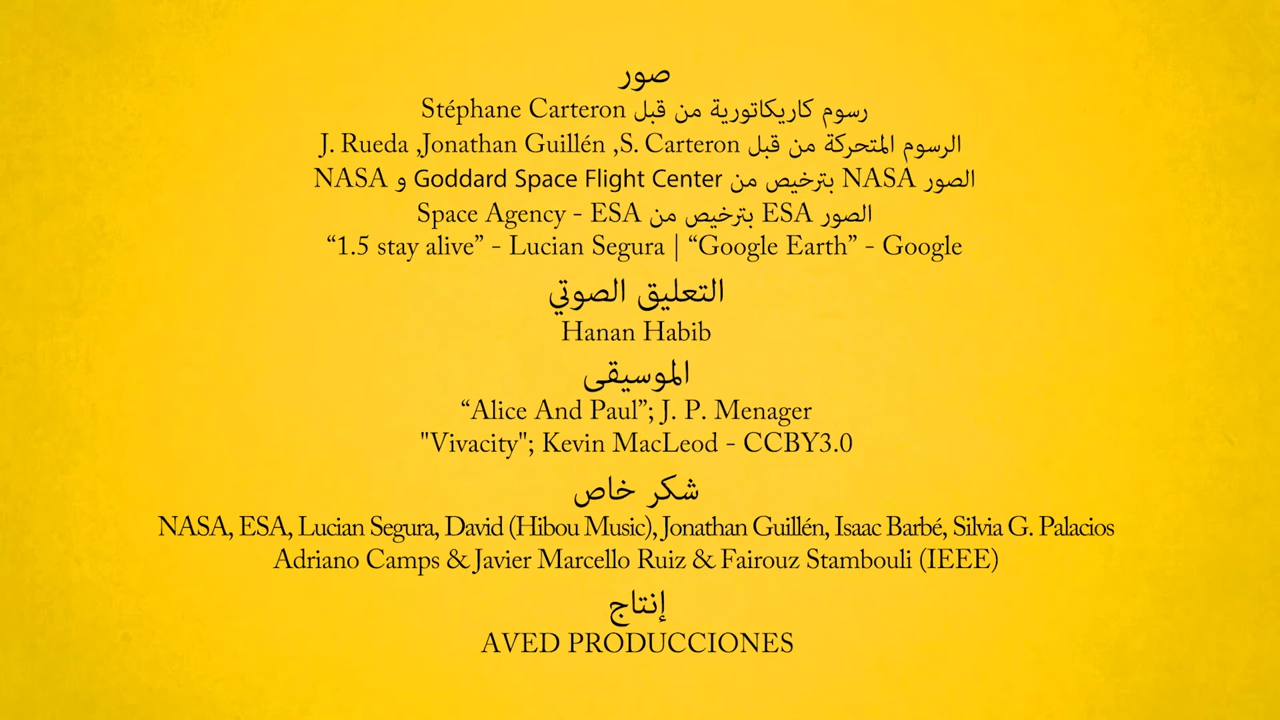 صور
رسوم كاريكاتورية من قبل Stéphane Carteron
الرسوم المتحركة من قبل J. Rueda ,Jonathan Guillén ,S. Carteron
الصور NASA بترخيص من Goddard Space Flight Center و NASA
الصور ESA بترخيص من Space Agency - ESA
“1.5 stay alive” - Lucian Segura | “Google Earth” - Google
التعليق الصوتي
Hanan Habib
الموسيقى
“Alice And Paul”; J. P. Menager
"Vivacity"; Kevin MacLeod - CCBY3.0
شكر خاص
NASA, ESA, Lucian Segura, David (Hibou Music), Jonathan Guillén, Isaac Barbé, Silvia G. Palacios
Adriano Camps & Javier Marcello Ruiz & Fairouz Stambouli (IEEE)
إنتاج
AVED PRODUCCIONES